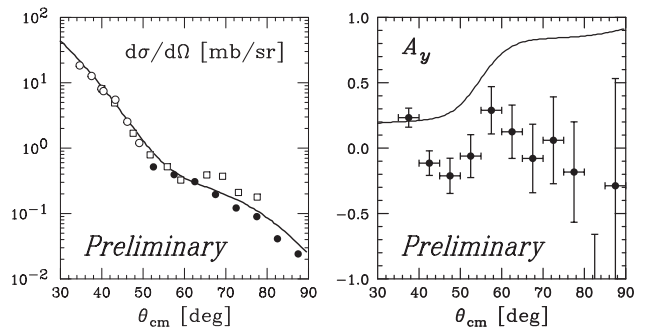 dσ/dΩ [mb/sr]
10²
10¹
10⁰
10⁻¹
10⁻²
Preliminary
30 40 50 60 70 80 90
θcm [deg]
A_y
1.0
0.5
0.0
−0.5
−1.0
Preliminary
30 40 50 60 70 80 90
θcm [deg]